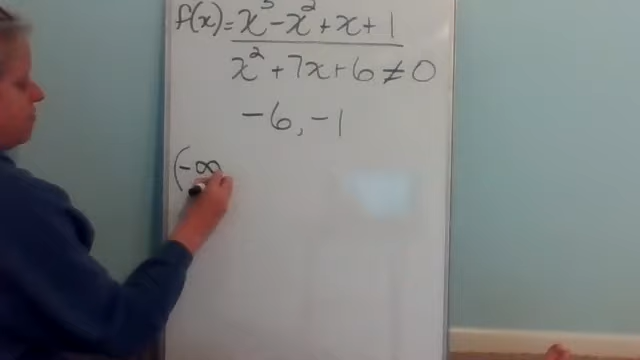 f(x) = x³ - x² + x + 1
x² + 7x + 6 ≠ 0
-6, -1
(-∞